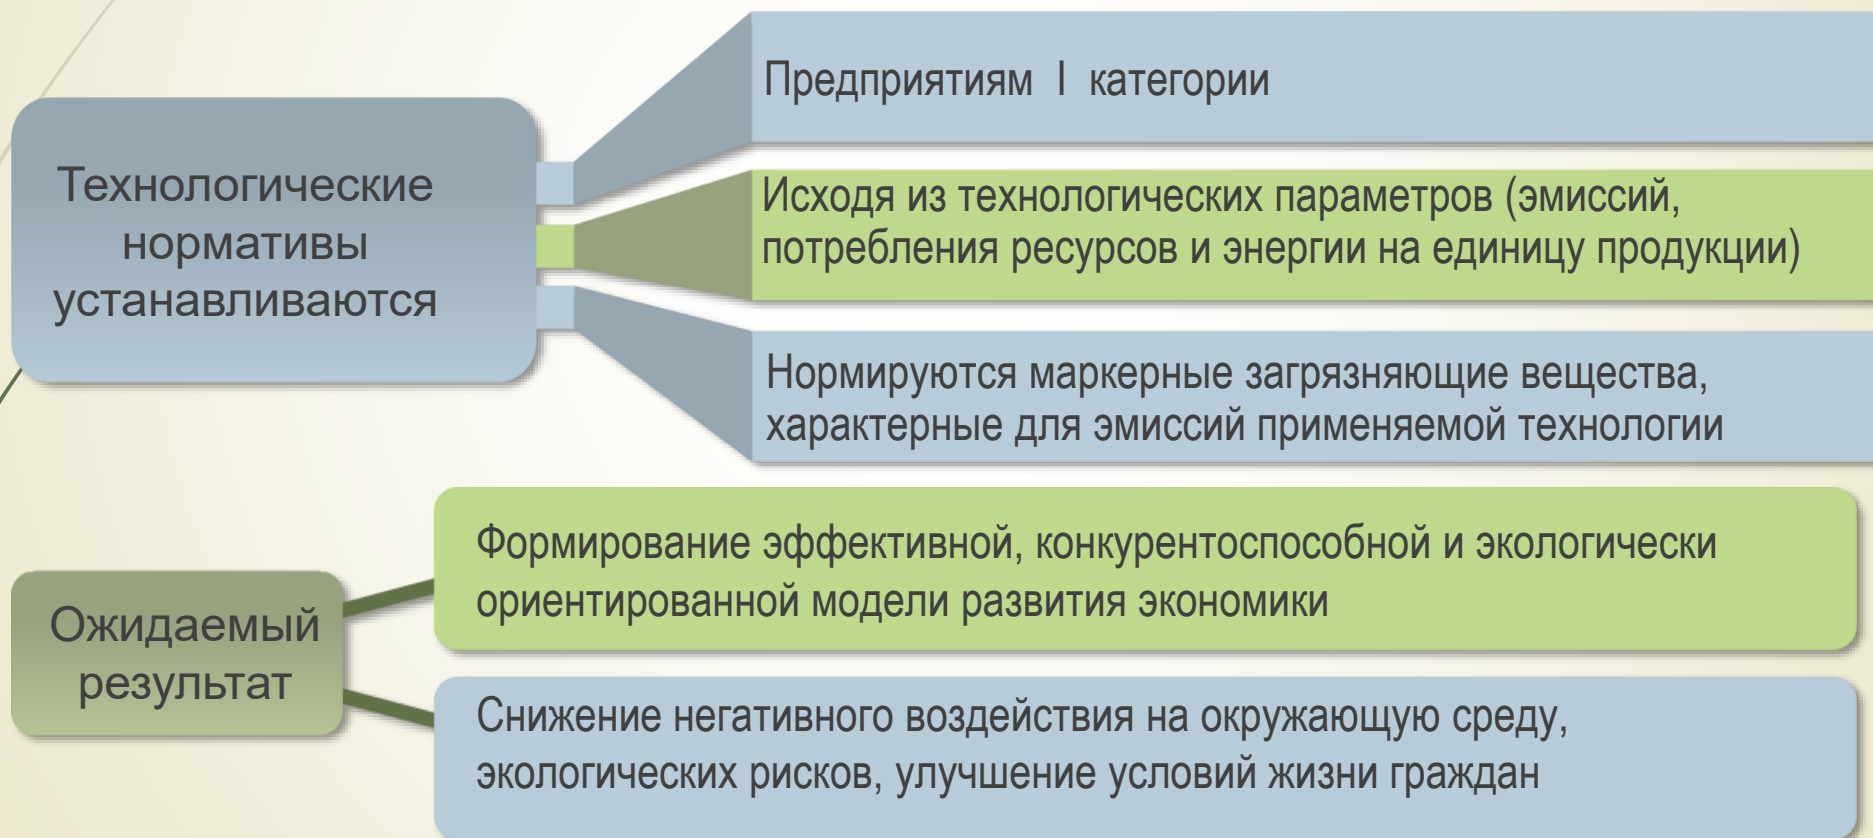 Технологические
нормативы
устанавливаются
Предприятиям I категории
Исходя из технологических параметров (эмиссий,
потребления ресурсов и энергии на единицу продукции)
Нормируются маркерные загрязняющие вещества,
характерные для эмиссий применяемой технологии
Ожидаемый
результат
Формирование эффективной, конкурентоспособной и экологически
ориентированной модели развития экономики
Снижение негативного воздействия на окружающую среду,
экологических рисков, улучшение условий жизни граждан